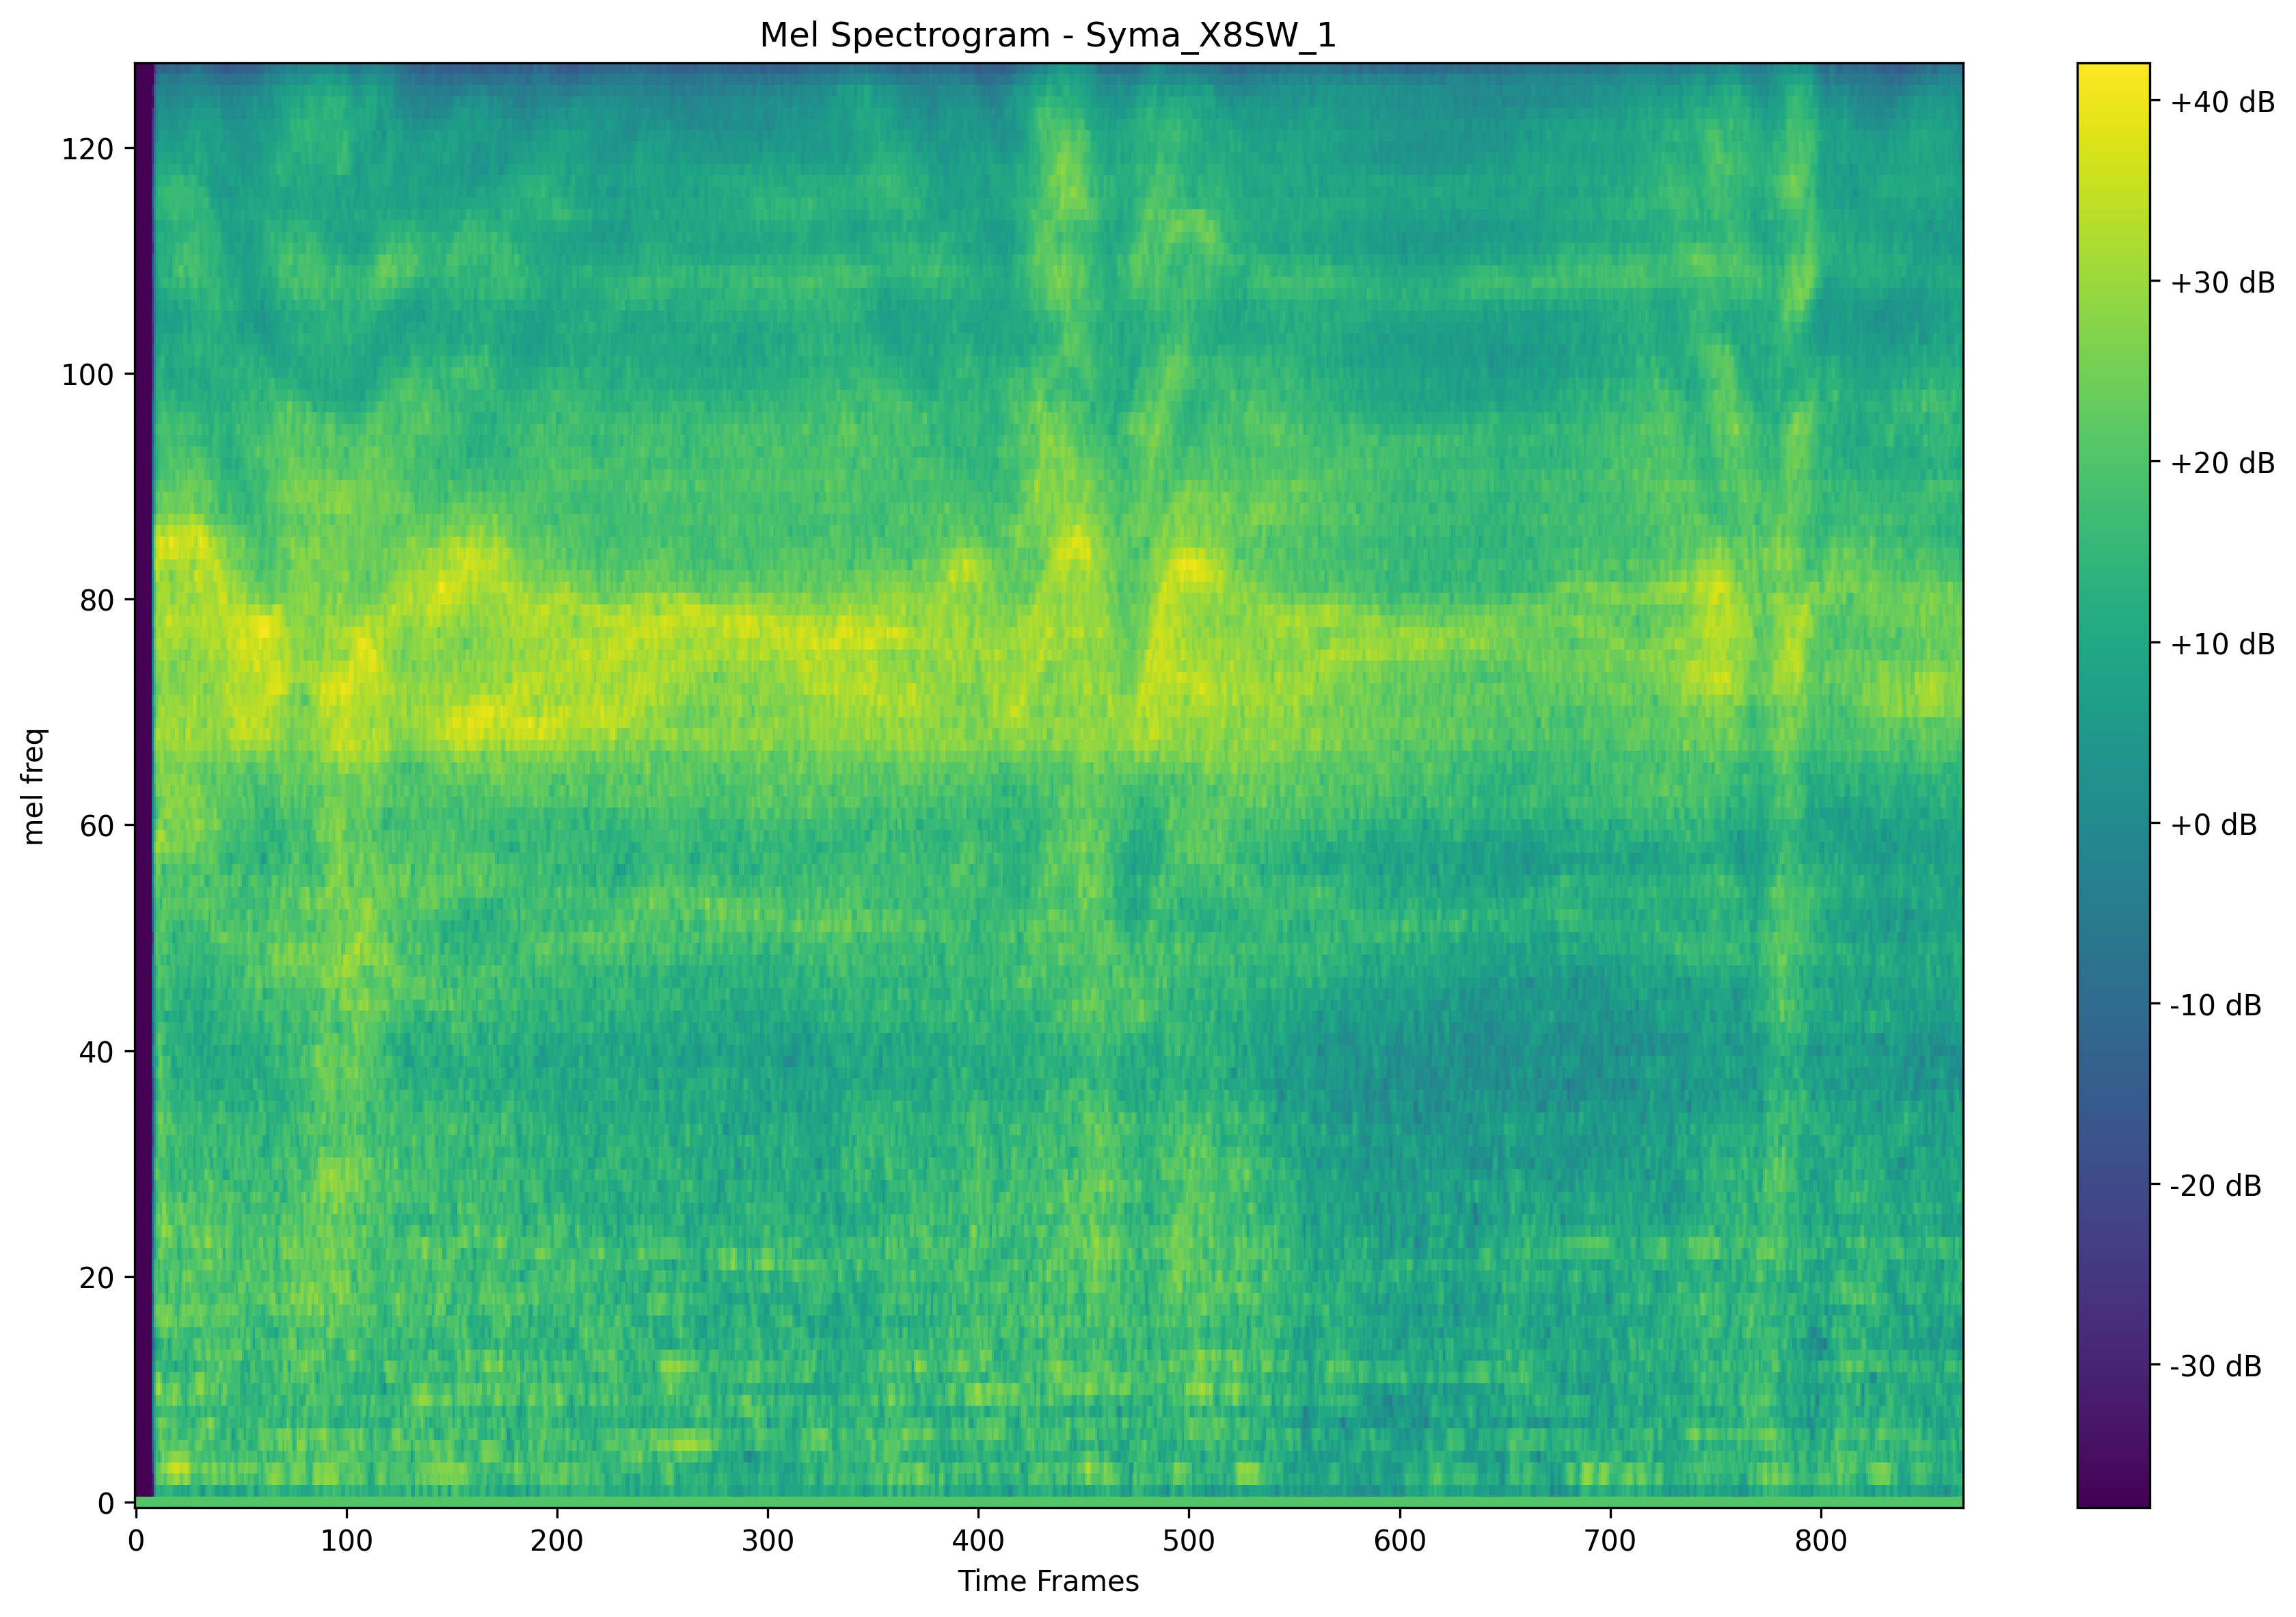 Mel Spectrogram - Syma_X8SW_1
mel freq
120
100
80
60
40
20
0
0 100 200 300 400 500 600 700 800
Time Frames
+40 dB
+30 dB
+20 dB
+10 dB
+0 dB
-10 dB
-20 dB
-30 dB